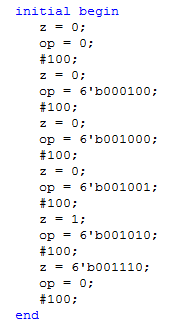 initial begin
z = 0;
op = 0;
#100;
z = 0;
op = 6'b000100;
#100;
z = 0;
op = 6'b001000;
#100;
z = 0;
op = 6'b001001;
#100;
z = 1;
op = 6'b001010;
#100;
z = 6'b001110;
op = 0;
#100;
end